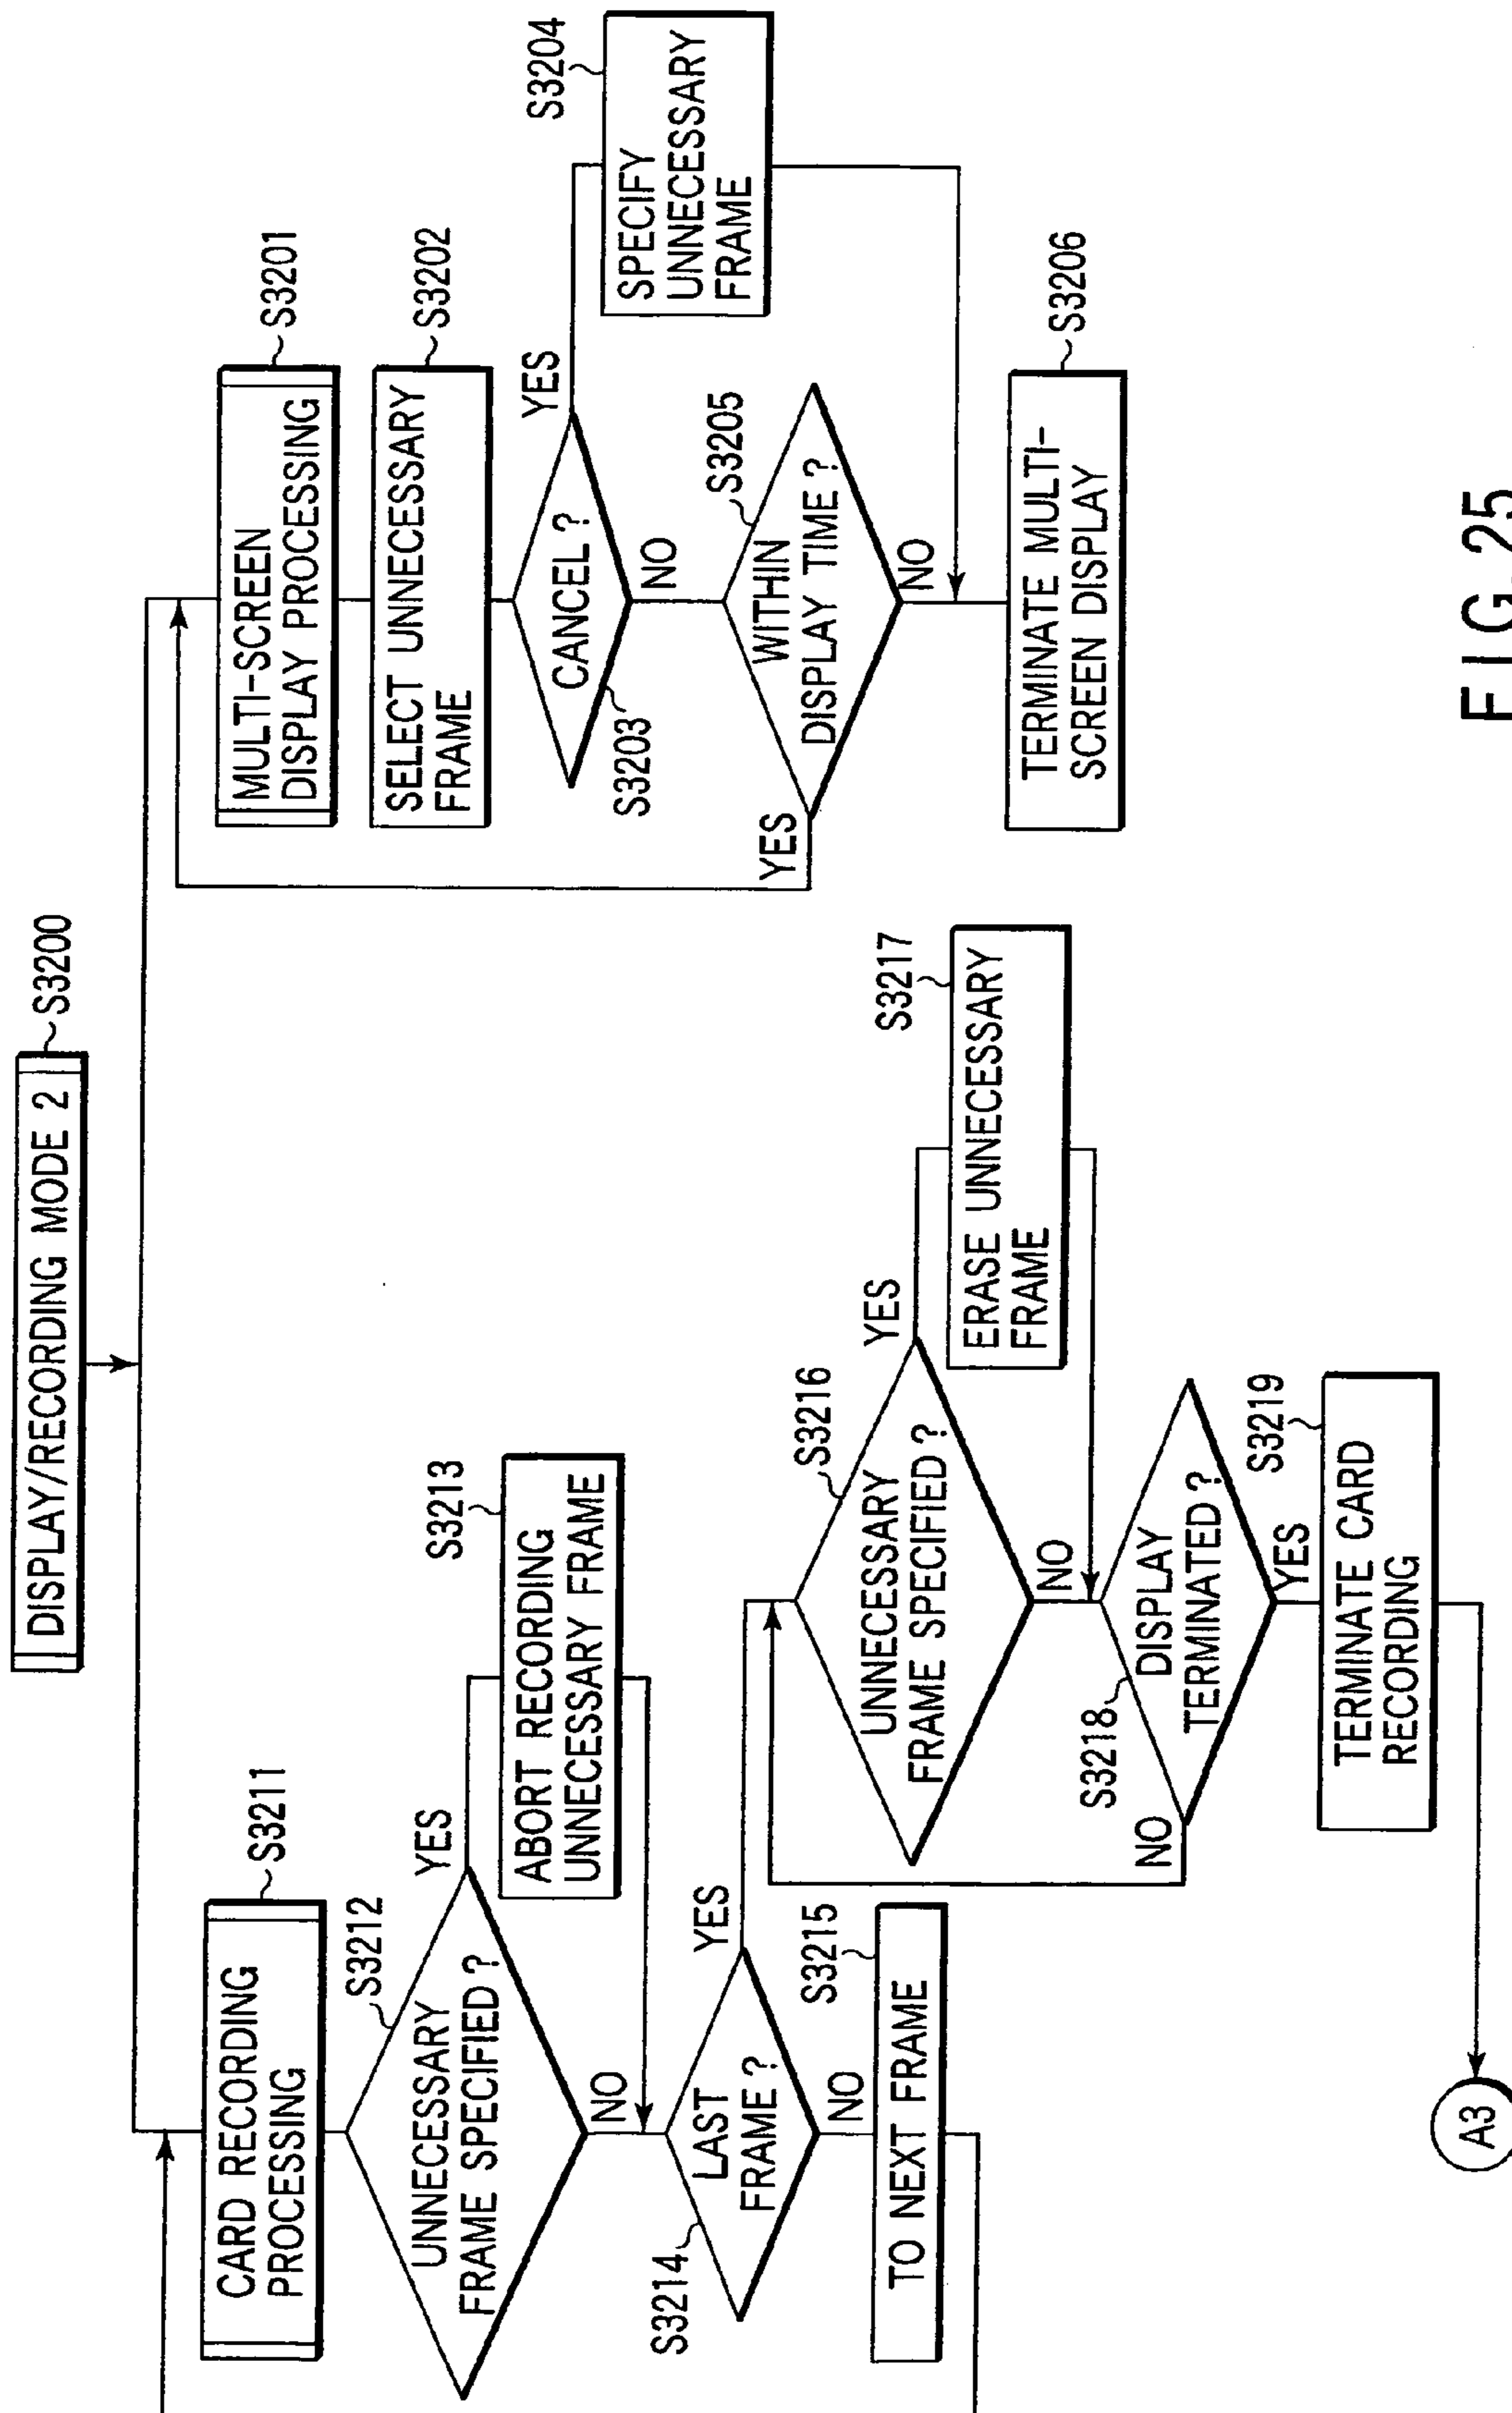 DISPLAY/RECORDING MODE 2
S3200
CARD RECORDING
PROCESSING
S3211
UNNECESSARY
FRAME SPECIFIED ?
S3212
YES
NO
ABORT RECORDING
UNNECESSARY FRAME
S3213
LAST
FRAME ?
S3214
YES
NO
TO NEXT FRAME
S3215
UNNECESSARY
FRAME SPECIFIED ?
S3216
YES
NO
ERASE UNNECESSARY
FRAME
S3217
DISPLAY
TERMINATED ?
S3218
NO
YES
TERMINATE CARD
RECORDING
S3219
A3
MULTI-SCREEN
DISPLAY PROCESSING
S3201
SELECT UNNECESSARY
FRAME
S3202
CANCEL ?
S3203
YES
NO
SPECIFY
UNNECESSARY
FRAME
S3204
WITHIN
DISPLAY TIME ?
S3205
YES
NO
TERMINATE MULTI-
SCREEN DISPLAY
S3206
FIG. 25